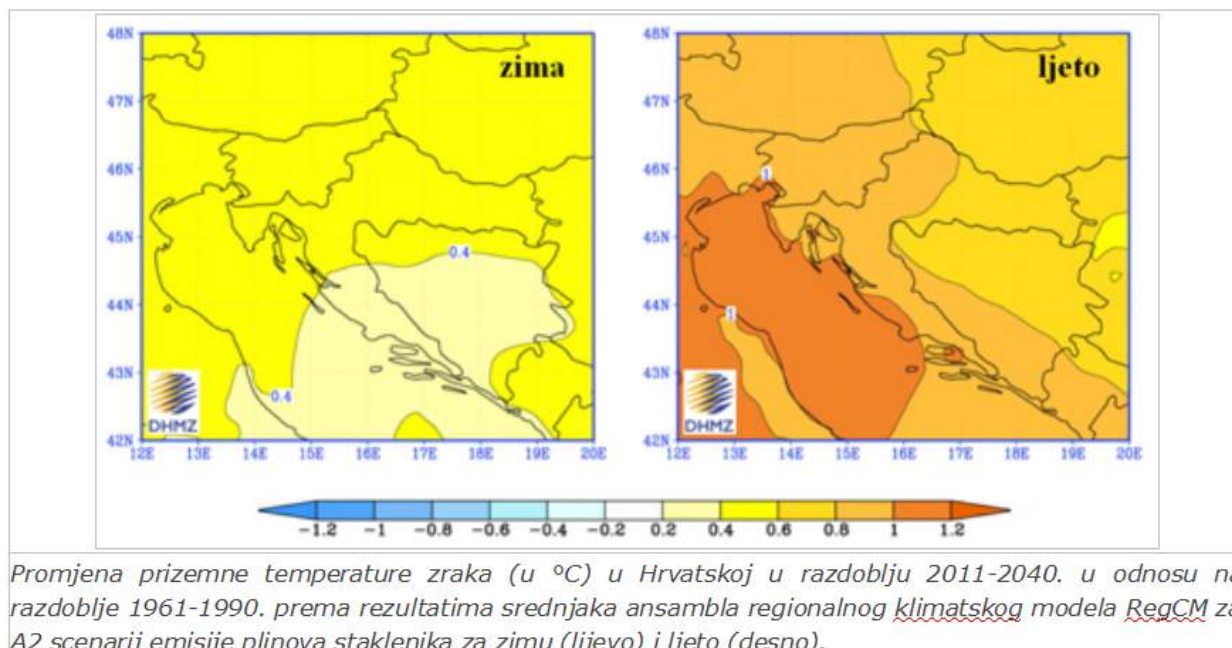 48N
47N
46N
45N
44N
43N
42N
12E 13E 14E 15E 16E 17E 18E 19E 20E
zima
0.4
0.4
DHMZ
48N
47N
46N
45N
44N
43N
42N
12E 13E 14E 15E 16E 17E 18E 19E 20E
ljeto
1
1
DHMZ
-1.2 -1 -0.8 -0.6 -0.4 -0.2 0.2 0.4 0.6 0.8 1 1.2
Promjena prizemne temperature zraka (u °C) u Hrvatskoj u razdoblju 2011-2040. u odnosu na
razdoblje 1961-1990. prema rezultatima srednjaka ansambla regionalnog klimatskog modela RegCM za
A2 scenarij emisije plinova staklenika za zimu (lijevo) i ljeto (desno).